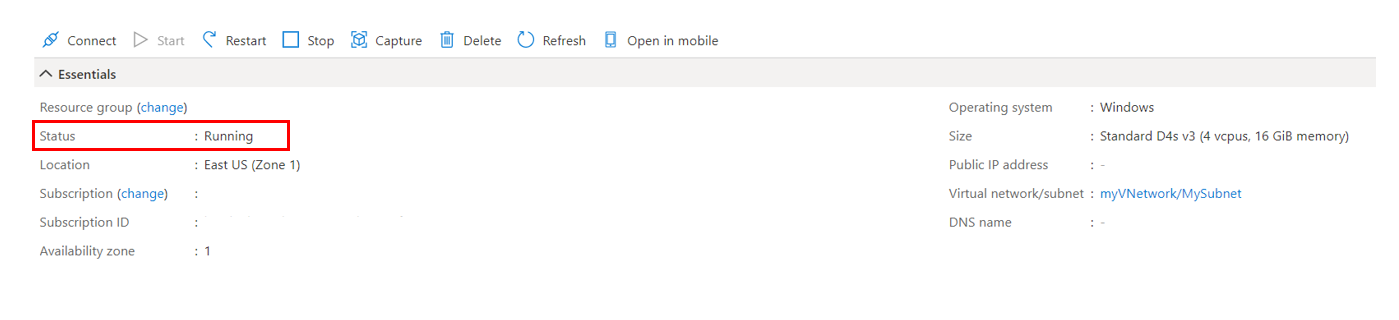 Connect Start Restart Stop Capture Delete Refresh Open in mobile
Essentials
Resource group (change)
Status : Running
Location : East US (Zone 1)
Subscription (change) :
Subscription ID :
Availability zone : 1
Operating system : Windows
Size : Standard D4s v3 (4 vcpus, 16 GiB memory)
Public IP address : -
Virtual network/subnet : myVNetwork/MySubnet
DNS name : -